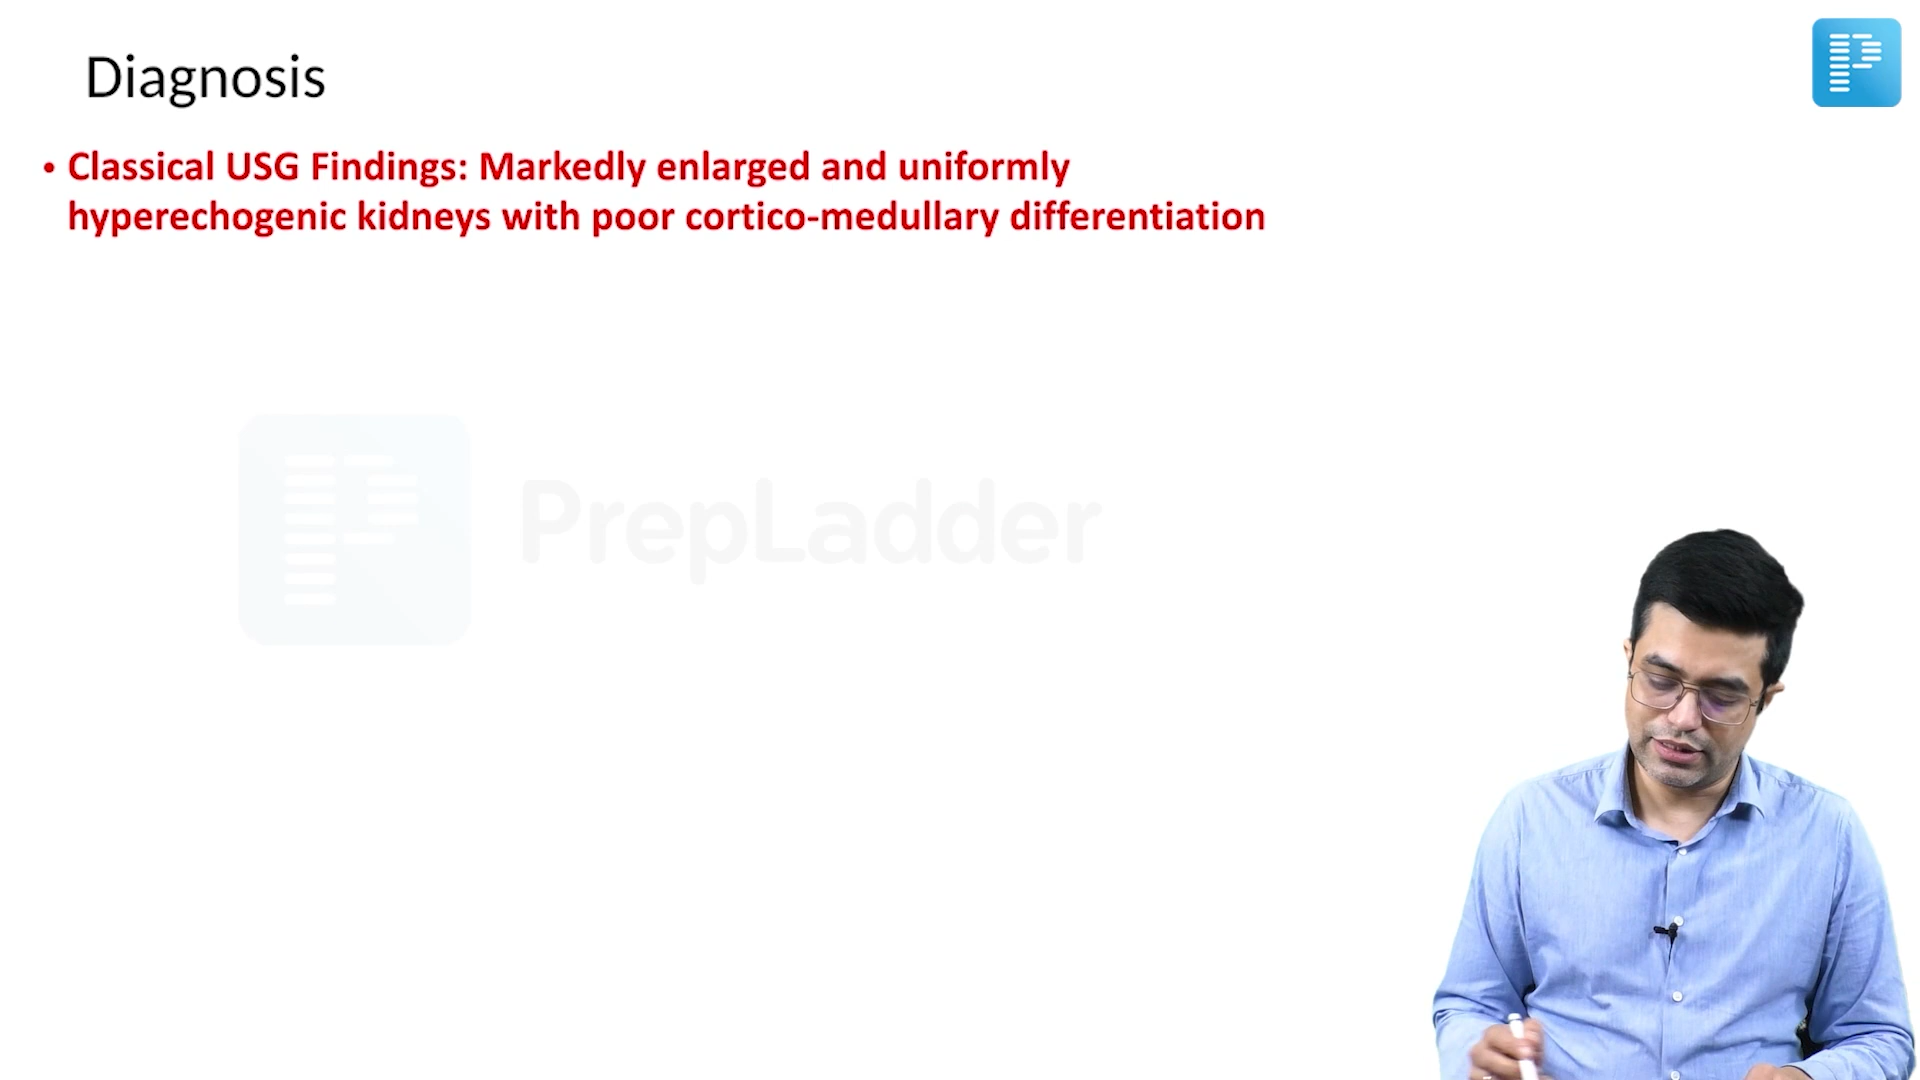 Diagnosis
• Classical USG Findings: Markedly enlarged and uniformly
hyperechogenic kidneys with poor cortico-medullary differentiation
PrepLadder